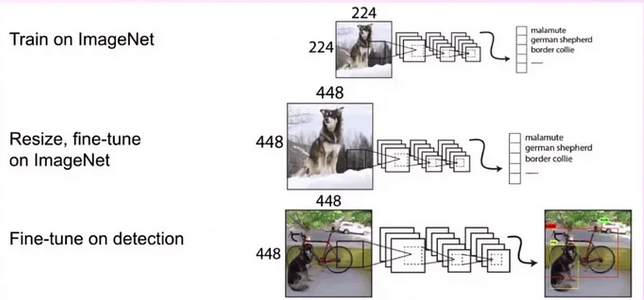 Train on ImageNet
224
224
malamute
german shepherd
border collie
......
Resize, fine-tune
on ImageNet
448
448
malamute
german shepherd
border collie
......
Fine-tune on detection
448
448